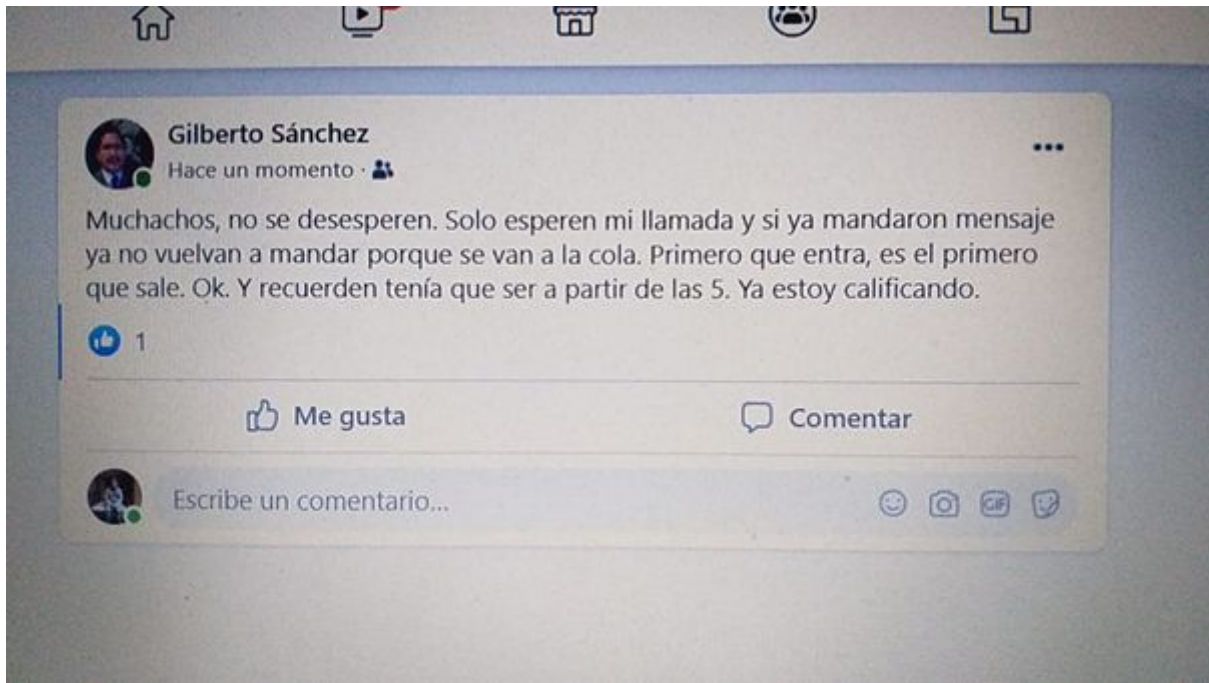 Gilberto Sánchez
Hace un momento ·
Muchachos, no se desesperen. Solo esperen mi llamada y si ya mandaron mensaje
ya no vuelvan a mandar porque se van a la cola. Primero que entra, es el primero
que sale. Ok. Y recuerden tenía que ser a partir de las 5. Ya estoy calificando.
1
Me gusta
Comentar
Escribe un comentario...
GIF